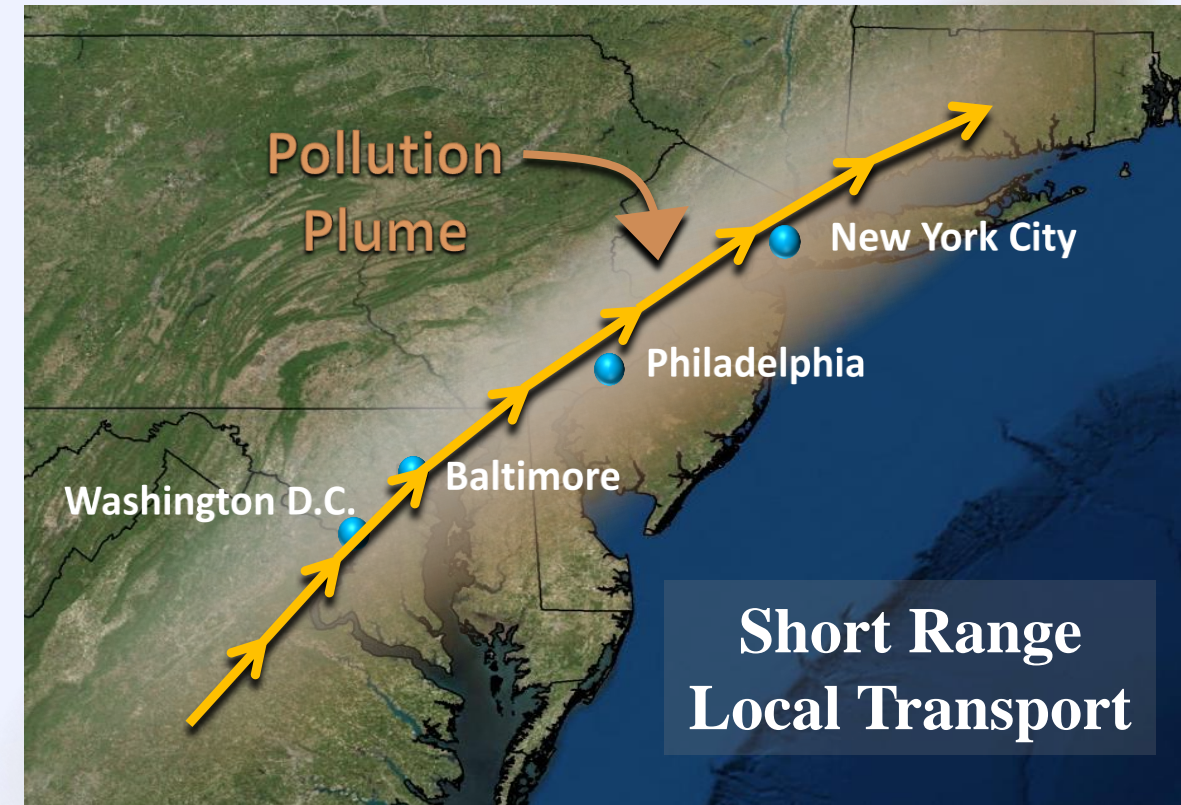 Pollution
Plume
New York City
Philadelphia
Baltimore
Washington D.C.
Short Range
Local Transport